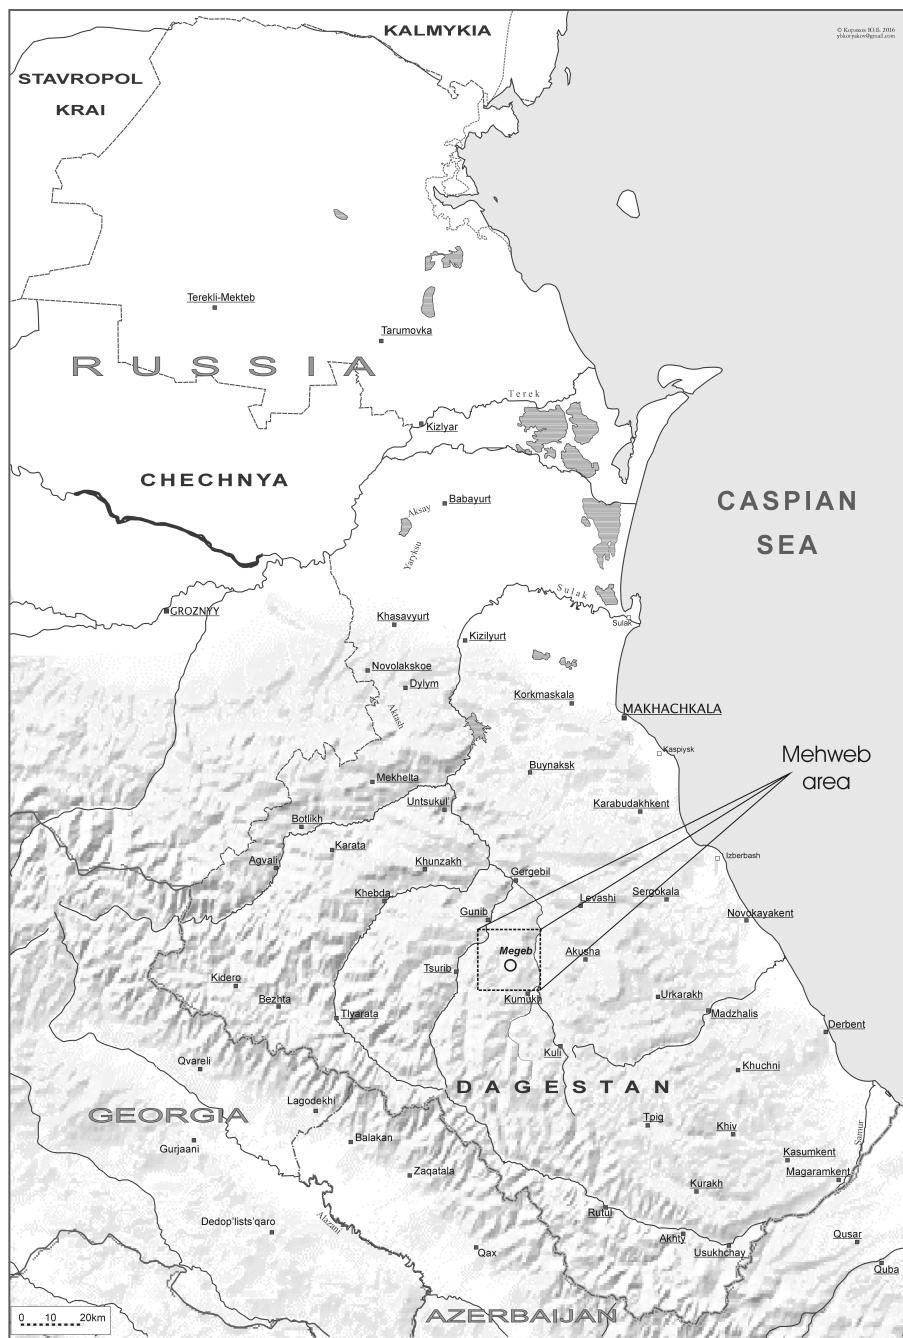 KALMYKIA
© Коряков Ю.Б. 2016
ybkoryakov@gmail.com
STAVROPOL
KRAI
Terekli-Mekteb
Tarumovka
RUSSIA
Terek
Kizlyar
CHECHNYA
Babayurt
Aksay
CASPIAN
SEA
Yaryksu
Sulak
GROZNYY
Khasavyurt
Sulak
Kizilyurt
Novolakskoe
Dylym
Korkmaskala
MAKHACHKALA
Aktash
Kaspiysk
Mehweb
area
Buynaksk
Mekhelta
Untsukul'
Karabudakhkent
Botlikh
Karata
Izberbash
Agvali
Khunzakh
Gergebil
Khebda
Levashi
Sergokala
Gunib
Novokayakent
Megeb
Akusha
Tsurib
Kidero
Bezhta
Kumukh
Urkarakh
Tlyarata
Madzhalis
Derbent
Kuli
Qvareli
Khuchni
DAGESTAN
Lagodekhi
GEORGIA
Tpig
Khiv
Samur
Balakan
Gurjaani
Kasumkent
Zaqatala
Magaramkent
Kurakh
Rutul
Dedop'lists'qaro
Alazani
Akhty
Qusar
Qax
Usukhchay
Quba
0 10 20km
AZERBAIJAN